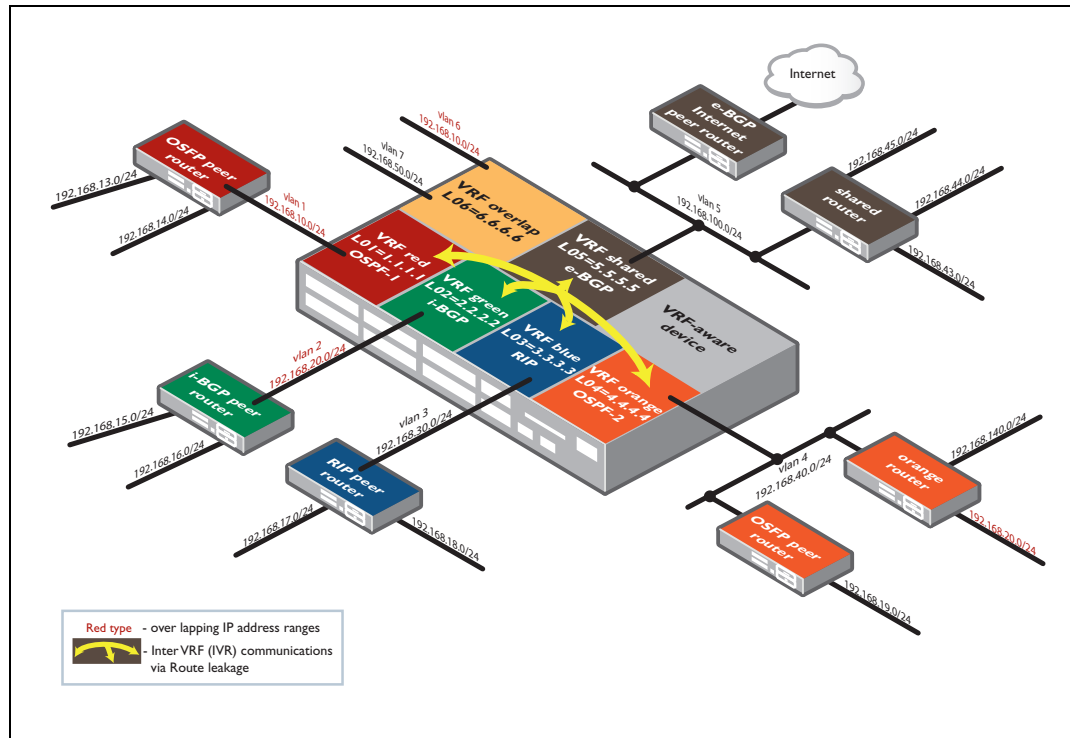 Internet
e-BGP
Internet
peer router
vlan 6
192.168.10.0/24
vlan 7
192.168.50.0/24
OSFP peer
router
192.168.13.0/24
192.168.14.0/24
vlan 1
192.168.10.0/24
192.168.45.0/24
192.168.44.0/24
192.168.43.0/24
shared
router
vlan 5
192.168.100.0/24
VRF overlap
L06=6.6.6.6
VRF shared
L05=5.5.5.5
e-BGP
VRF red
L01=1.1.1.1
OSPF-1
VRF green
L02=2.2.2.2
i-BGP
VRF blue
L03=3.3.3.3
RIP
VRF orange
L04=4.4.4.4
OSPF-2
VRF-aware
device
vlan 2
192.168.20.0/24
i-BGP peer
router
192.168.15.0/24
192.168.16.0/24
vlan 3
192.168.30.0/24
RIP peer
router
192.168.17.0/24
192.168.18.0/24
vlan 4
192.168.40.0/24
orange
router
192.168.140.0/24
192.168.20.0/24
OSFP peer
router
192.168.19.0/24
Red type - over lapping IP address ranges
- Inter VRF (IVR) communications
via Route leakage